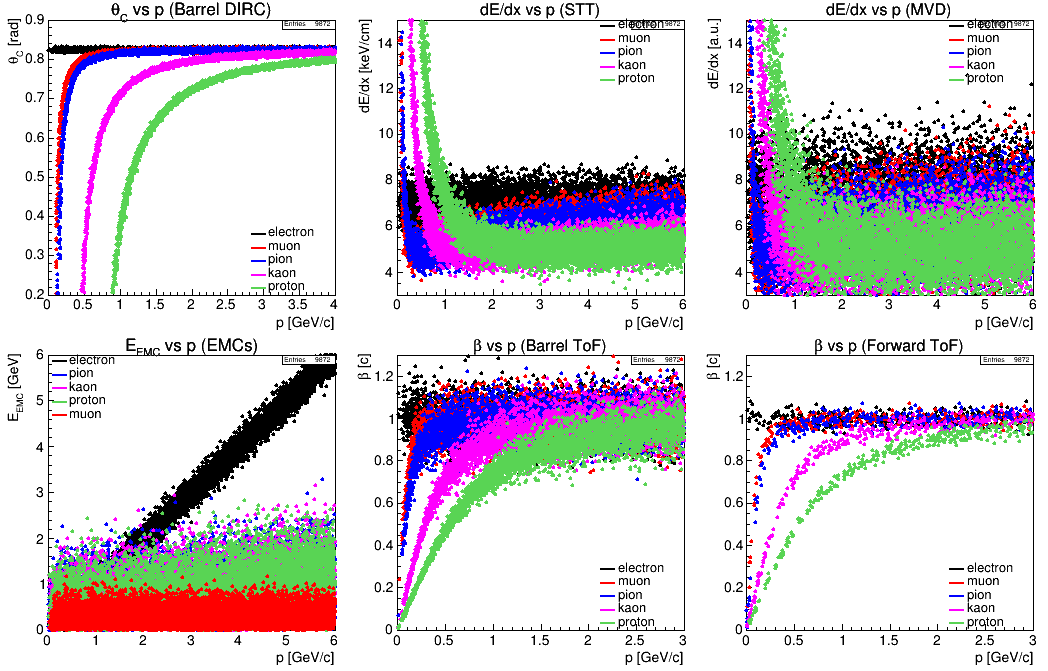 θC vs p (Barrel DIRC)
Entries 9872
θC [rad]
0.9
0.8
0.7
0.6
0.5
0.4
0.3
0.2
electron
muon
pion
kaon
proton
0 0.5 1 1.5 2 2.5 3 3.5 4
p [GeV/c]
dE/dx vs p (STT)
Entries 9872
dE/dx [keV/cm]
14
12
10
8
6
4
electron
muon
pion
kaon
proton
0 1 2 3 4 5 6
p [GeV/c]
dE/dx vs p (MVD)
Entries 9872
dE/dx [a.u.]
14
12
10
8
6
4
electron
muon
pion
kaon
proton
0 1 2 3 4 5 6
p [GeV/c]
EEMC vs p (EMCs)
Entries 9872
EEMC [GeV]
6
5
4
3
2
1
0
electron
pion
kaon
proton
muon
0 1 2 3 4 5 6
p [GeV/c]
β vs p (Barrel ToF)
Entries 9872
β [c]
1.2
1
0.8
0.6
0.4
0.2
0
electron
muon
pion
kaon
proton
0 0.5 1 1.5 2 2.5 3
p [GeV/c]
β vs p (Forward ToF)
Entries 9872
β [c]
1.2
1
0.8
0.6
0.4
0.2
0
electron
muon
pion
kaon
proton
0 0.5 1 1.5 2 2.5 3
p [GeV/c]